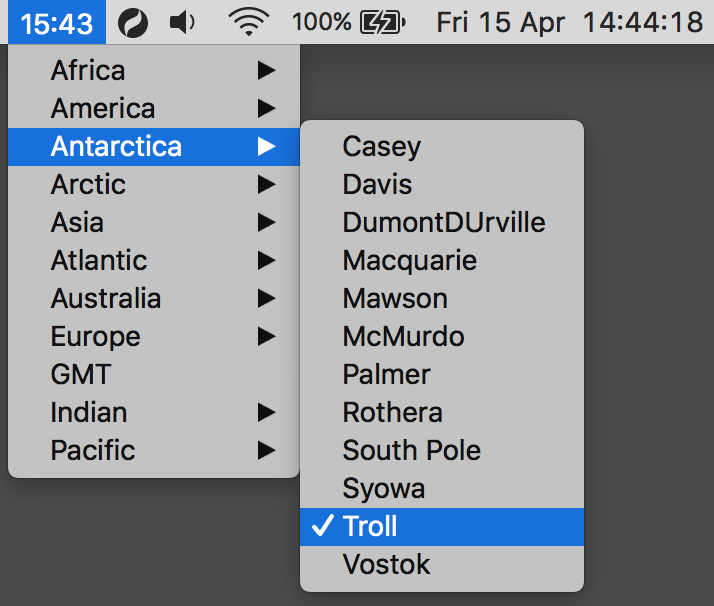 15:43 100% Fri 15 Apr 14:44:18
Africa
America
Antarctica
Arctic
Asia
Atlantic
Australia
Europe
GMT
Indian
Pacific
Casey
Davis
DumontDUrville
Macquarie
Mawson
McMurdo
Palmer
Rothera
South Pole
Syowa
Troll
Vostok